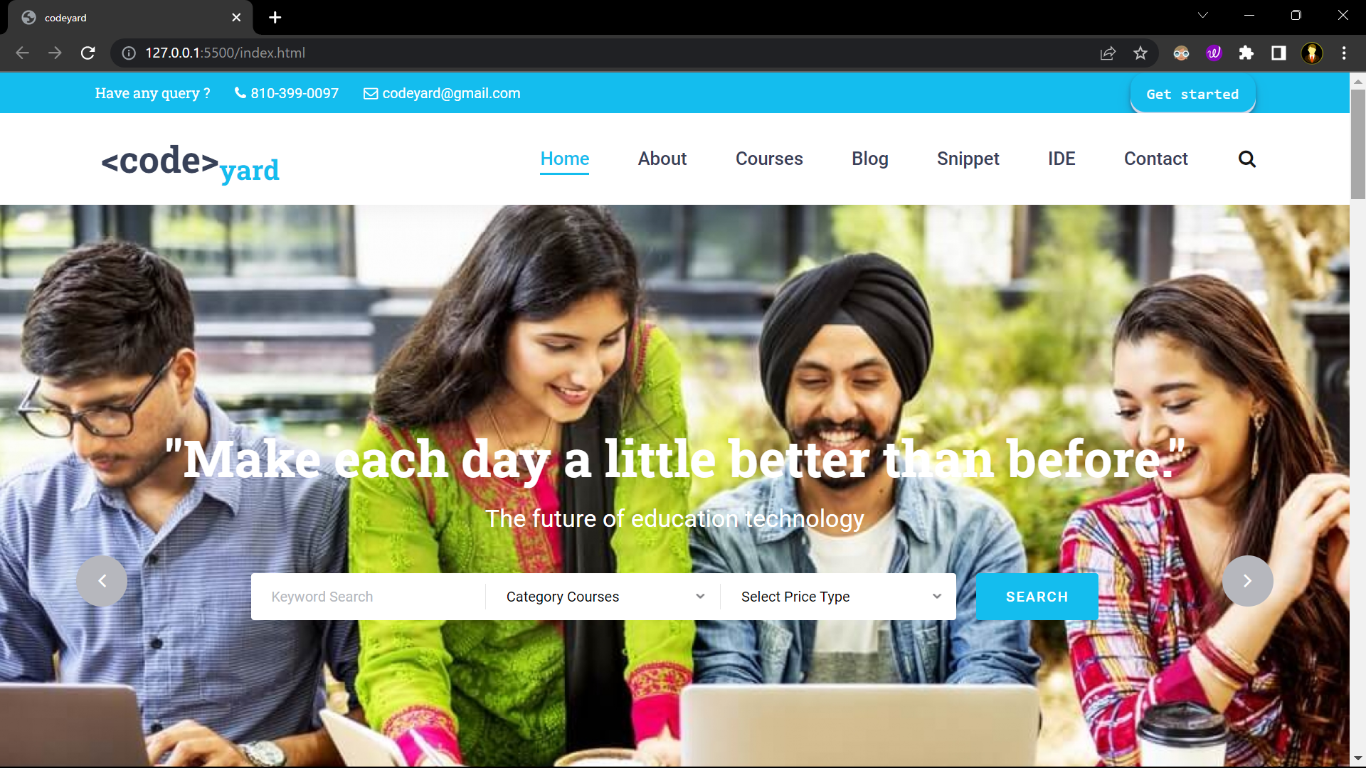 codeyard
127.0.0.1:5500/index.html
Have any query ? 810-399-0097 codeyard@gmail.com Get started
<code>yard Home About Courses Blog Snippet IDE Contact
"Make each day a little better than before."
The future of education technology
Keyword Search Category Courses Select Price Type SEARCH